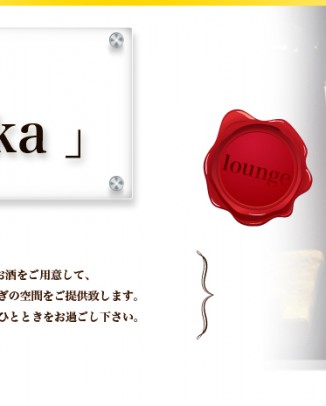 ka 」
lounge
お酒をご用意して、
ぎの空間をご提供致します。
ひとときをお過ごし下さい。